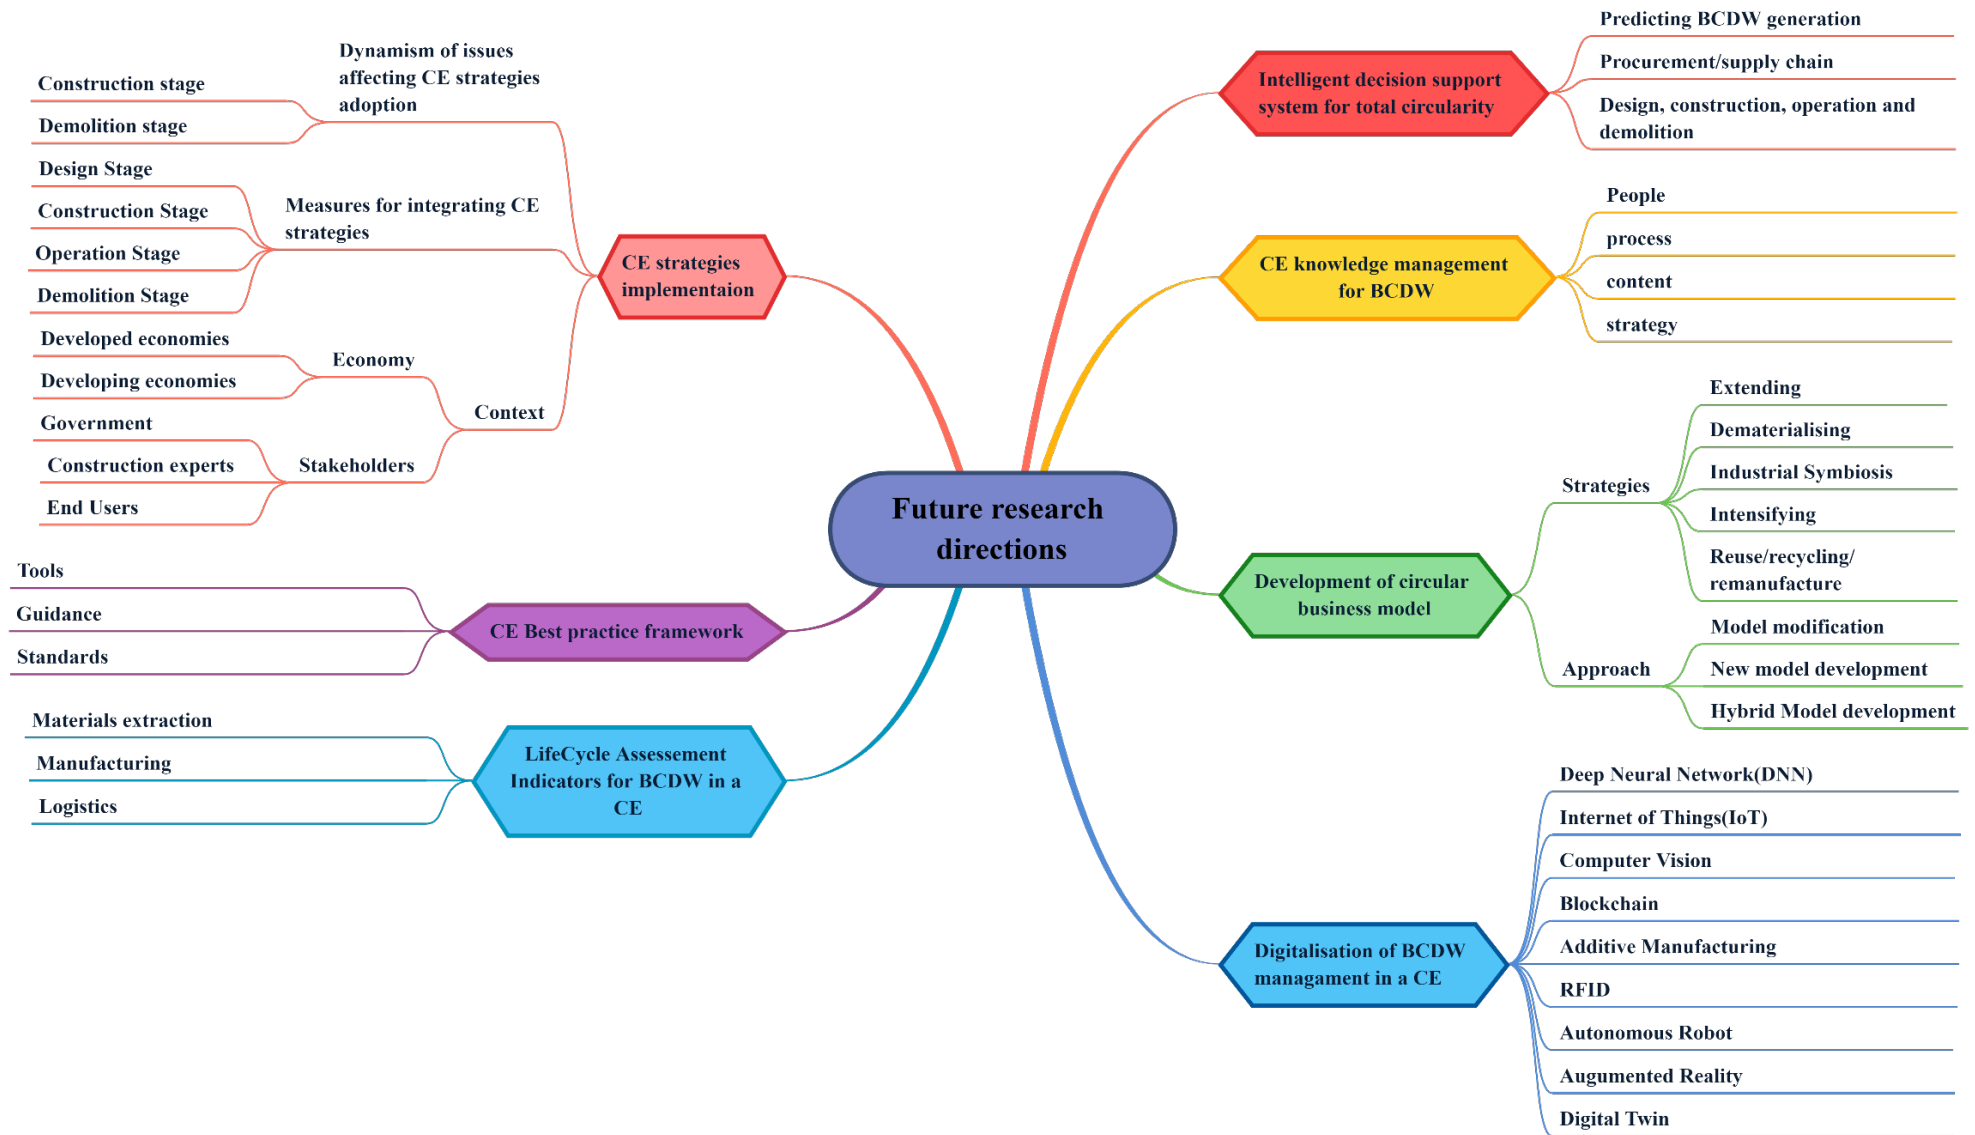 Future research
directions
Dynamism of issues
affecting CE strategies
adoption
Construction stage
Demolition stage
Design Stage
Construction Stage
Operation Stage
Demolition Stage
Measures for integrating CE
strategies
CE strategies
implementaion
Developed economies
Developing economies
Economy
Context
Government
Construction experts
End Users
Stakeholders
Tools
Guidance
Standards
CE Best practice framework
Materials extraction
Manufacturing
Logistics
LifeCycle Assessement
Indicators for BCDW in a
CE
Intelligent decision support
system for total circularity
Predicting BCDW generation
Procurement/supply chain
Design, construction, operation and
demolition
CE knowledge management
for BCDW
People
process
content
strategy
Development of circular
business model
Strategies
Extending
Dematerialising
Industrial Symbiosis
Intensifying
Reuse/recycling/
remanufacture
Approach
Model modification
New model development
Hybrid Model development
Digitalisation of BCDW
managament in a CE
Deep Neural Network(DNN)
Internet of Things(IoT)
Computer Vision
Blockchain
Additive Manufacturing
RFID
Autonomous Robot
Augumented Reality
Digital Twin